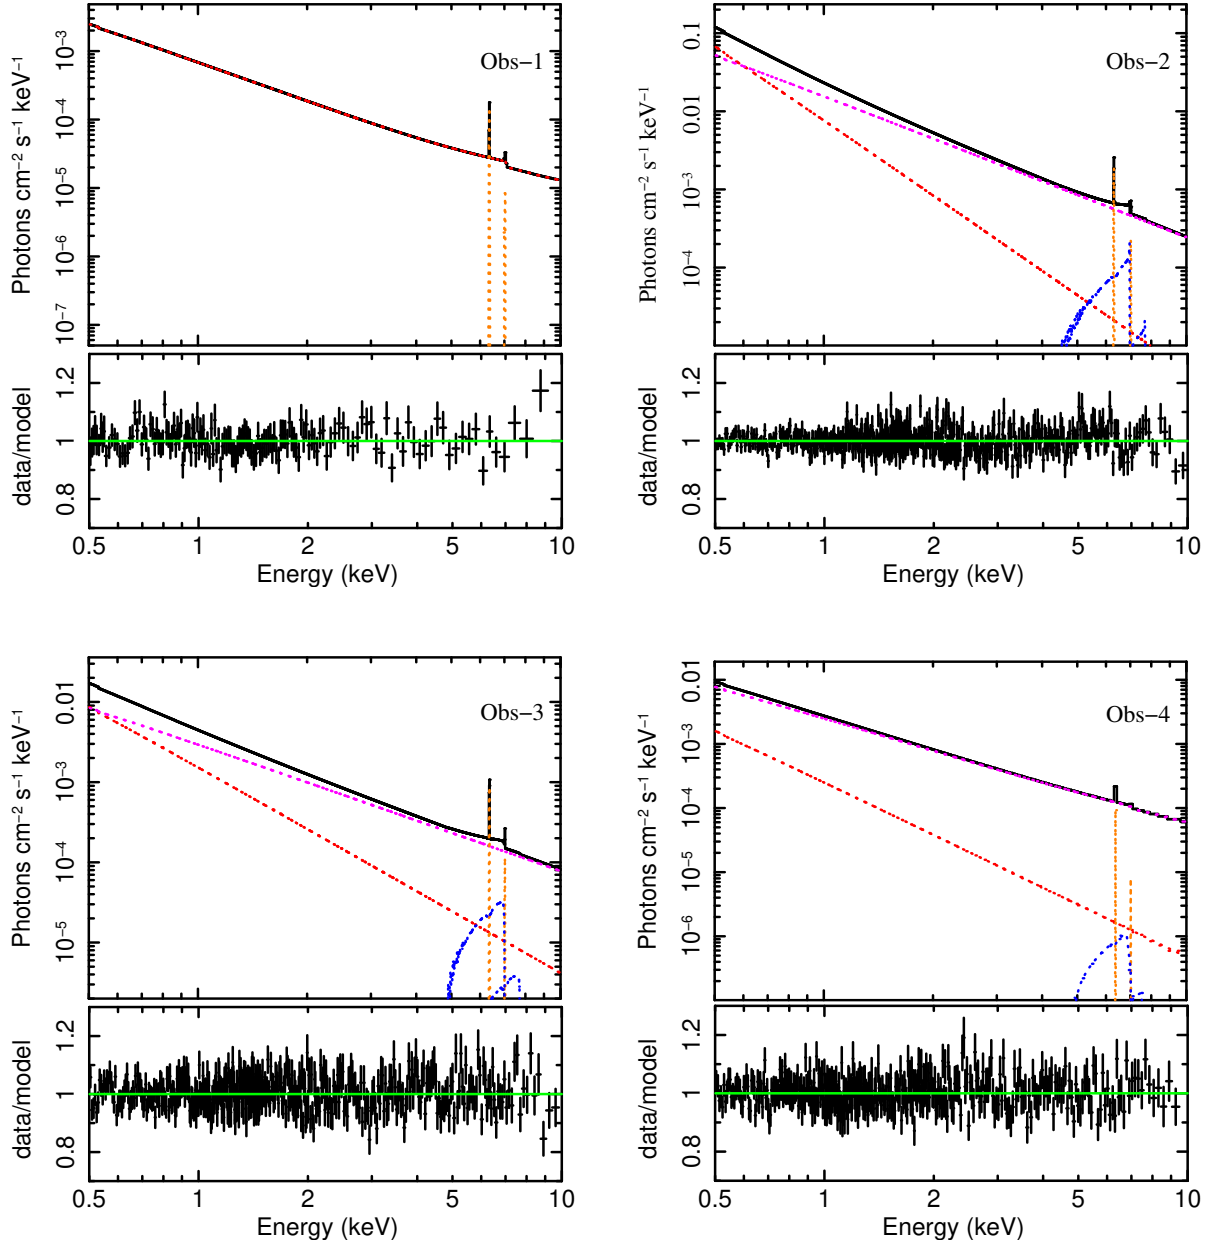 Obs−1
Photons cm−2 s−1 keV−1
10−3
10−4
10−5
10−6
10−7
data/model
1.2
1
0.8
0.5 1 2 5 10
Energy (keV)
Obs−2
Photons cm−2 s−1 keV−1
0.1
0.01
10−3
10−4
data/model
1.2
1
0.8
0.5 1 2 5 10
Energy (keV)
Obs−3
Photons cm−2 s−1 keV−1
0.01
10−3
10−4
10−5
data/model
1.2
1
0.8
0.5 1 2 5 10
Energy (keV)
Obs−4
Photons cm−2 s−1 keV−1
0.01
10−3
10−4
10−5
10−6
data/model
1.2
1
0.8
0.5 1 2 5 10
Energy (keV)